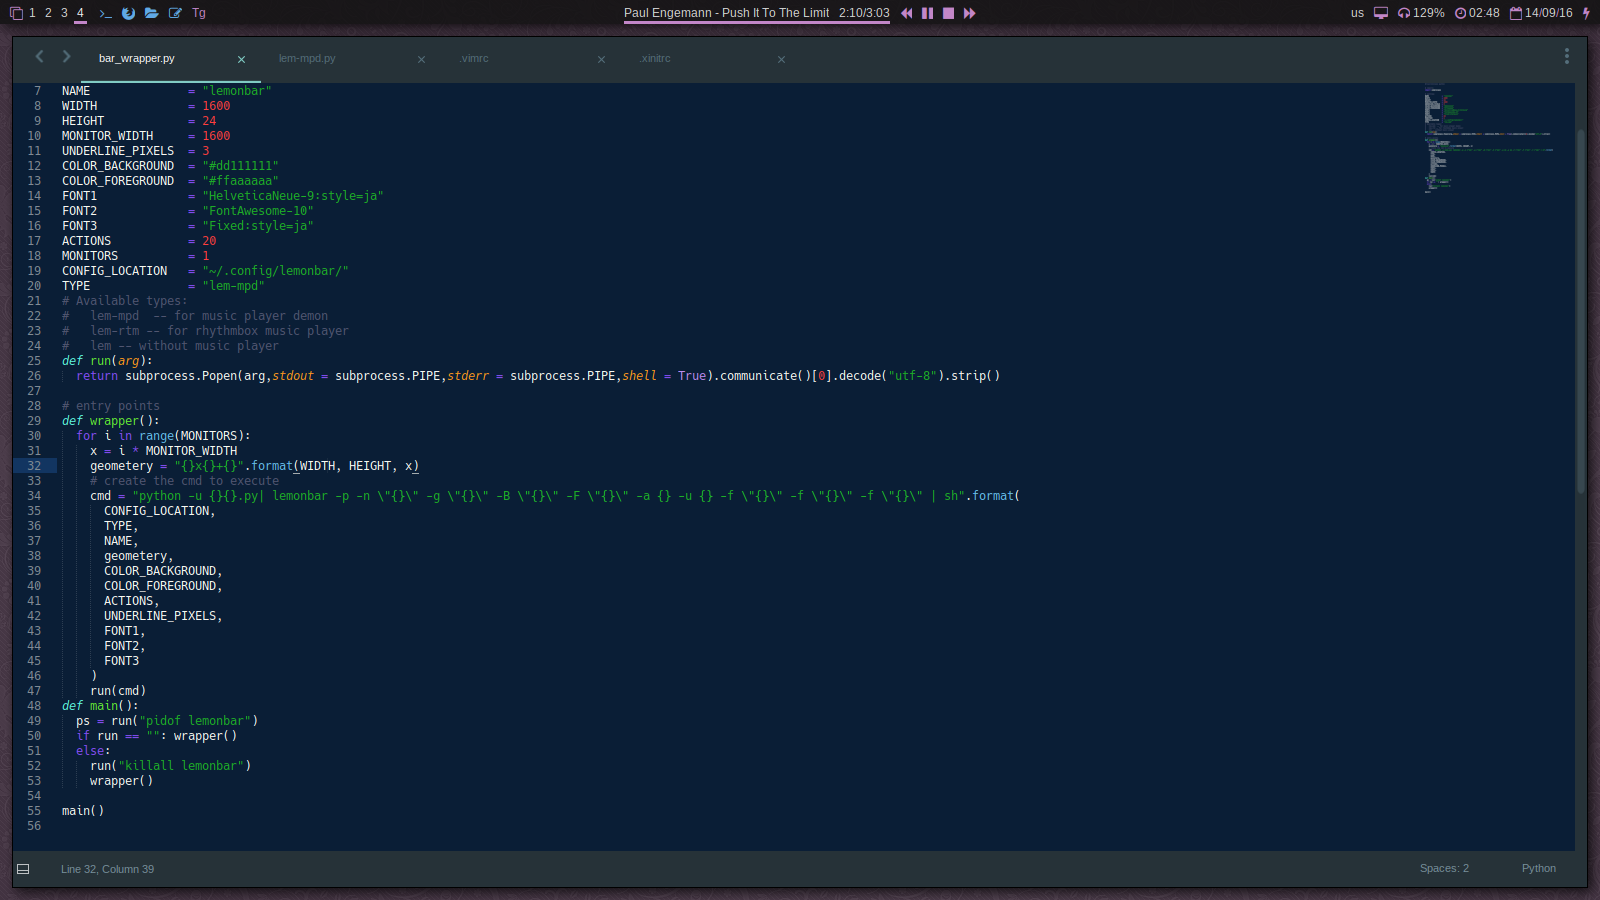 1 2 3 4 >_ Tg Paul Engemann - Push It To The Limit 2:10/3:03 us 129% 02:48 14/09/16
bar_wrapper.py × lem-mpd.py × .vimrc × .xinitrc ×
7 NAME = "lemonbar"
8 WIDTH = 1600
9 HEIGHT = 24
10 MONITOR_WIDTH = 1600
11 UNDERLINE_PIXELS = 3
12 COLOR_BACKGROUND = "#dd111111"
13 COLOR_FOREGROUND = "#ffaaaaaa"
14 FONT1 = "HelveticaNeue-9:style=ja"
15 FONT2 = "FontAwesome-10"
16 FONT3 = "Fixed:style=ja"
17 ACTIONS = 20
18 MONITORS = 1
19 CONFIG_LOCATION = "~/.config/lemonbar/"
20 TYPE = "lem-mpd"
21 # Available types:
22 #   lem-mpd  -- for music player demon
23 #   lem-rtm -- for rhythmbox music player
24 #   lem -- without music player
25 def run(arg):
26   return subprocess.Popen(arg,stdout = subprocess.PIPE,stderr = subprocess.PIPE,shell = True).communicate()[0].decode("utf-8").strip()
27
28 # entry points
29 def wrapper():
30   for i in range(MONITORS):
31     x = i * MONITOR_WIDTH
32     geometery = "{}x{}+{}".format(WIDTH, HEIGHT, x)
33     # create the cmd to execute
34     cmd = "python -u {}{}.py| lemonbar -p -n \"{}\" -g \"{}\" -B \"{}\" -F \"{}\" -a {} -u {} -f \"{}\" -f \"{}\" -f \"{}\" | sh".format(
35       CONFIG_LOCATION,
36       TYPE,
37       NAME,
38       geometery,
39       COLOR_BACKGROUND,
40       COLOR_FOREGROUND,
41       ACTIONS,
42       UNDERLINE_PIXELS,
43       FONT1,
44       FONT2,
45       FONT3
46     )
47     run(cmd)
48 def main():
49   ps = run("pidof lemonbar")
50   if run == "": wrapper()
51   else:
52     run("killall lemonbar")
53     wrapper()
54
55 main()
56
Line 32, Column 39 Spaces: 2 Python